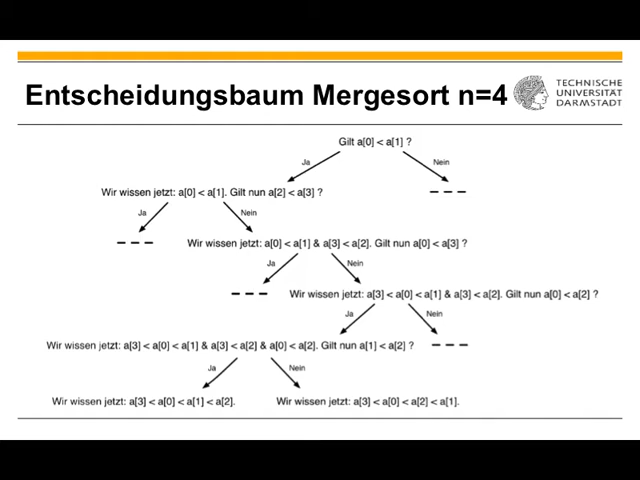 Entscheidungsbaum Mergesort n=4
TECHNISCHE
UNIVERSITÄT
DARMSTADT
Gilt a[0] < a[1] ?
Ja
Nein
Wir wissen jetzt: a[0] < a[1]. Gilt nun a[2] < a[3] ?
Ja
Nein
Wir wissen jetzt: a[0] < a[1] & a[3] < a[2]. Gilt nun a[0] < a[3] ?
Ja
Nein
Wir wissen jetzt: a[3] < a[0] < a[1] & a[3] < a[2]. Gilt nun a[0] < a[2] ?
Ja
Nein
Wir wissen jetzt: a[3] < a[0] < a[1] & a[3] < a[2] & a[0] < a[2]. Gilt nun a[1] < a[2] ?
Ja
Nein
Wir wissen jetzt: a[3] < a[0] < a[1] < a[2].
Wir wissen jetzt: a[3] < a[0] < a[2] < a[1].